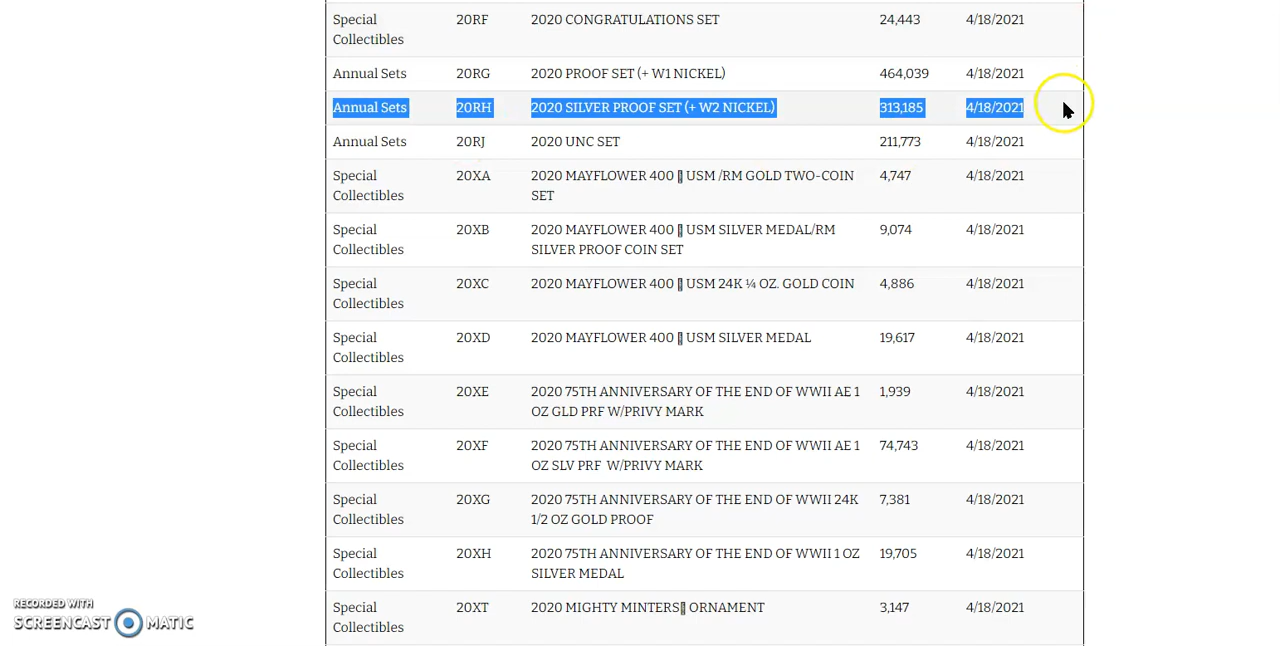 Special Collectibles 20RF 2020 CONGRATULATIONS SET 24,443 4/18/2021
Annual Sets 20RG 2020 PROOF SET (+ W1 NICKEL) 464,039 4/18/2021
Annual Sets 20RH 2020 SILVER PROOF SET (+ W2 NICKEL) 313,185 4/18/2021
Annual Sets 20RJ 2020 UNC SET 211,773 4/18/2021
Special 20XA 2020 MAYFLOWER 400 USM /RM GOLD TWO-COIN 4,747 4/18/2021
Collectibles SET
Special 20XB 2020 MAYFLOWER 400 USM SILVER MEDAL/RM 9,074 4/18/2021
Collectibles SILVER PROOF COIN SET
Special 20XC 2020 MAYFLOWER 400 USM 24K ¼ OZ. GOLD COIN 4,886 4/18/2021
Collectibles
Special 20XD 2020 MAYFLOWER 400 USM SILVER MEDAL 19,617 4/18/2021
Collectibles
Special 20XE 2020 75TH ANNIVERSARY OF THE END OF WWII AE 1 1,939 4/18/2021
Collectibles OZ GLD PRF W/PRIVY MARK
Special 20XF 2020 75TH ANNIVERSARY OF THE END OF WWII AE 1 74,743 4/18/2021
Collectibles OZ SLV PRF W/PRIVY MARK
Special 20XG 2020 75TH ANNIVERSARY OF THE END OF WWII 24K 7,381 4/18/2021
Collectibles 1/2 OZ GOLD PROOF
Special 20XH 2020 75TH ANNIVERSARY OF THE END OF WWII 1 OZ 19,705 4/18/2021
Collectibles SILVER MEDAL
Special 20XT 2020 MIGHTY MINTERS ORNAMENT 3,147 4/18/2021
Collectibles
RECORDED WITH
SCREENCAST MATIC